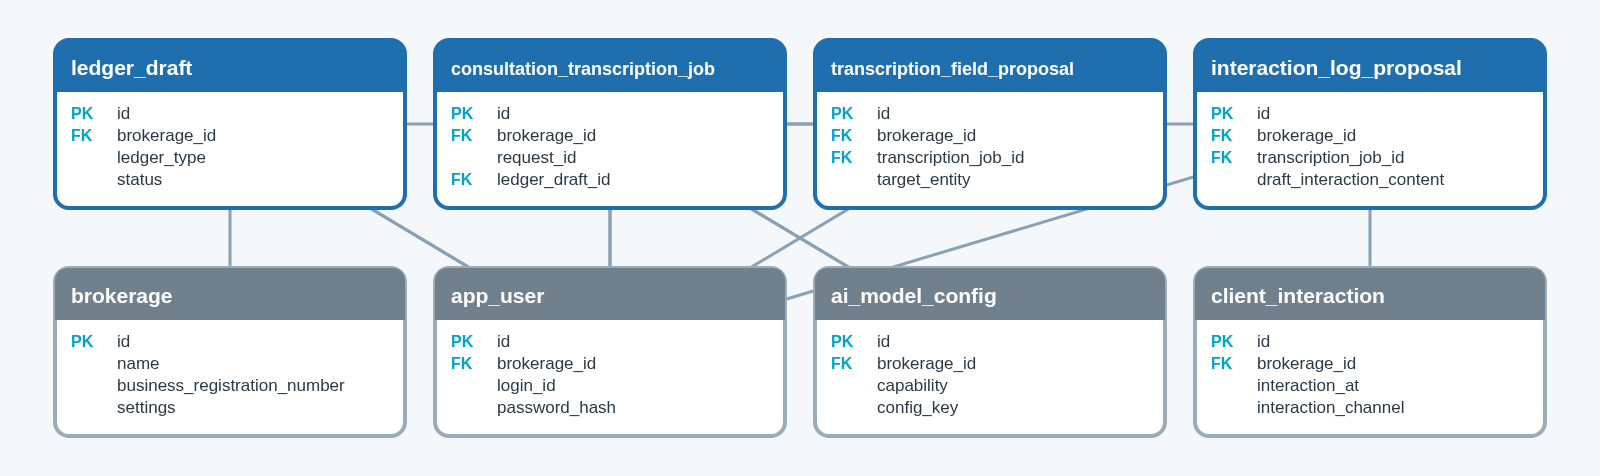 ledger_draft
PK id
FK brokerage_id
ledger_type
status
consultation_transcription_job
PK id
FK brokerage_id
request_id
FK ledger_draft_id
transcription_field_proposal
PK id
FK brokerage_id
FK transcription_job_id
target_entity
interaction_log_proposal
PK id
FK brokerage_id
FK transcription_job_id
draft_interaction_content
brokerage
PK id
name
business_registration_number
settings
app_user
PK id
FK brokerage_id
login_id
password_hash
ai_model_config
PK id
FK brokerage_id
capability
config_key
client_interaction
PK id
FK brokerage_id
interaction_at
interaction_channel